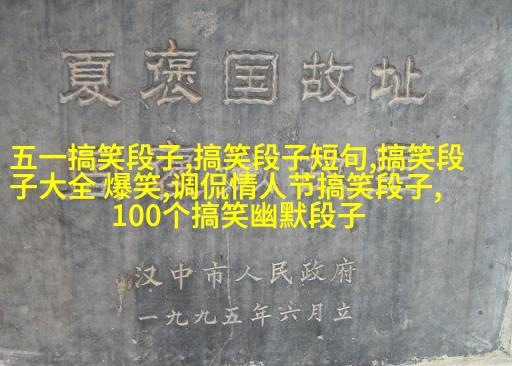 夏褒国故址
五一搞笑段子,搞笑段子短句,搞笑段
子大全 爆笑,调侃情人节搞笑段子,
100个搞笑幽默段子
汉中市人民政府
一九九五年六月立